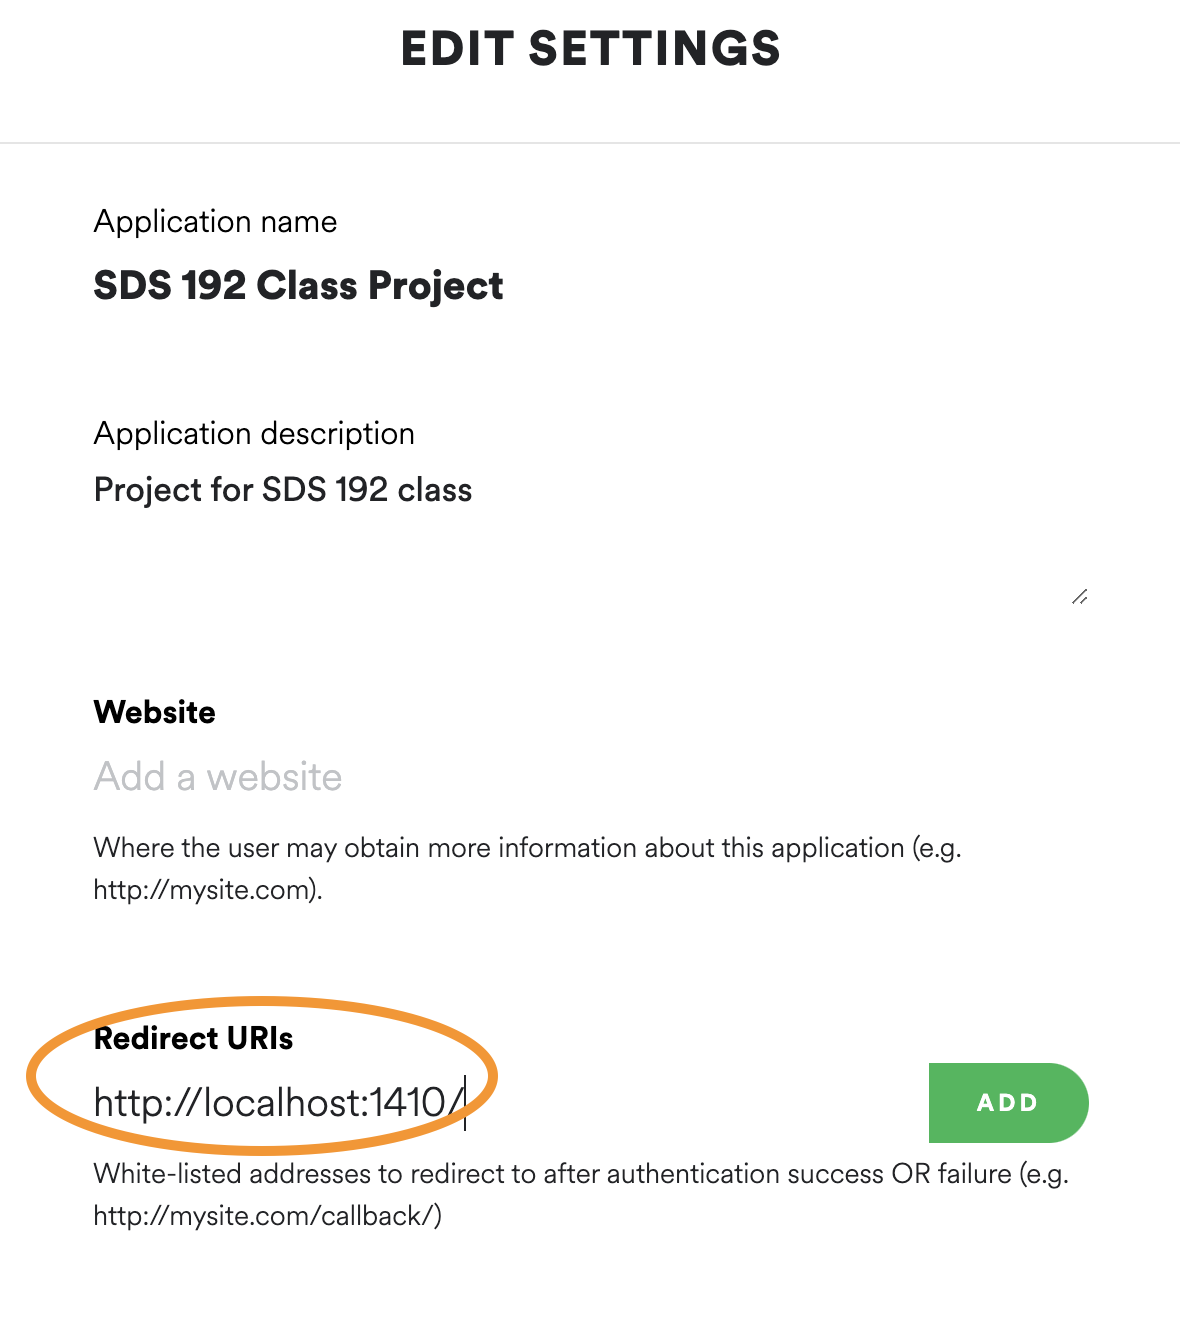 EDIT SETTINGS
Application name
SDS 192 Class Project
Application description
Project for SDS 192 class
Website
Add a website
Where the user may obtain more information about this application (e.g.
http://mysite.com).
Redirect URIs
http://localhost:1410/
ADD
White-listed addresses to redirect to after authentication success OR failure (e.g.
http://mysite.com/callback/)